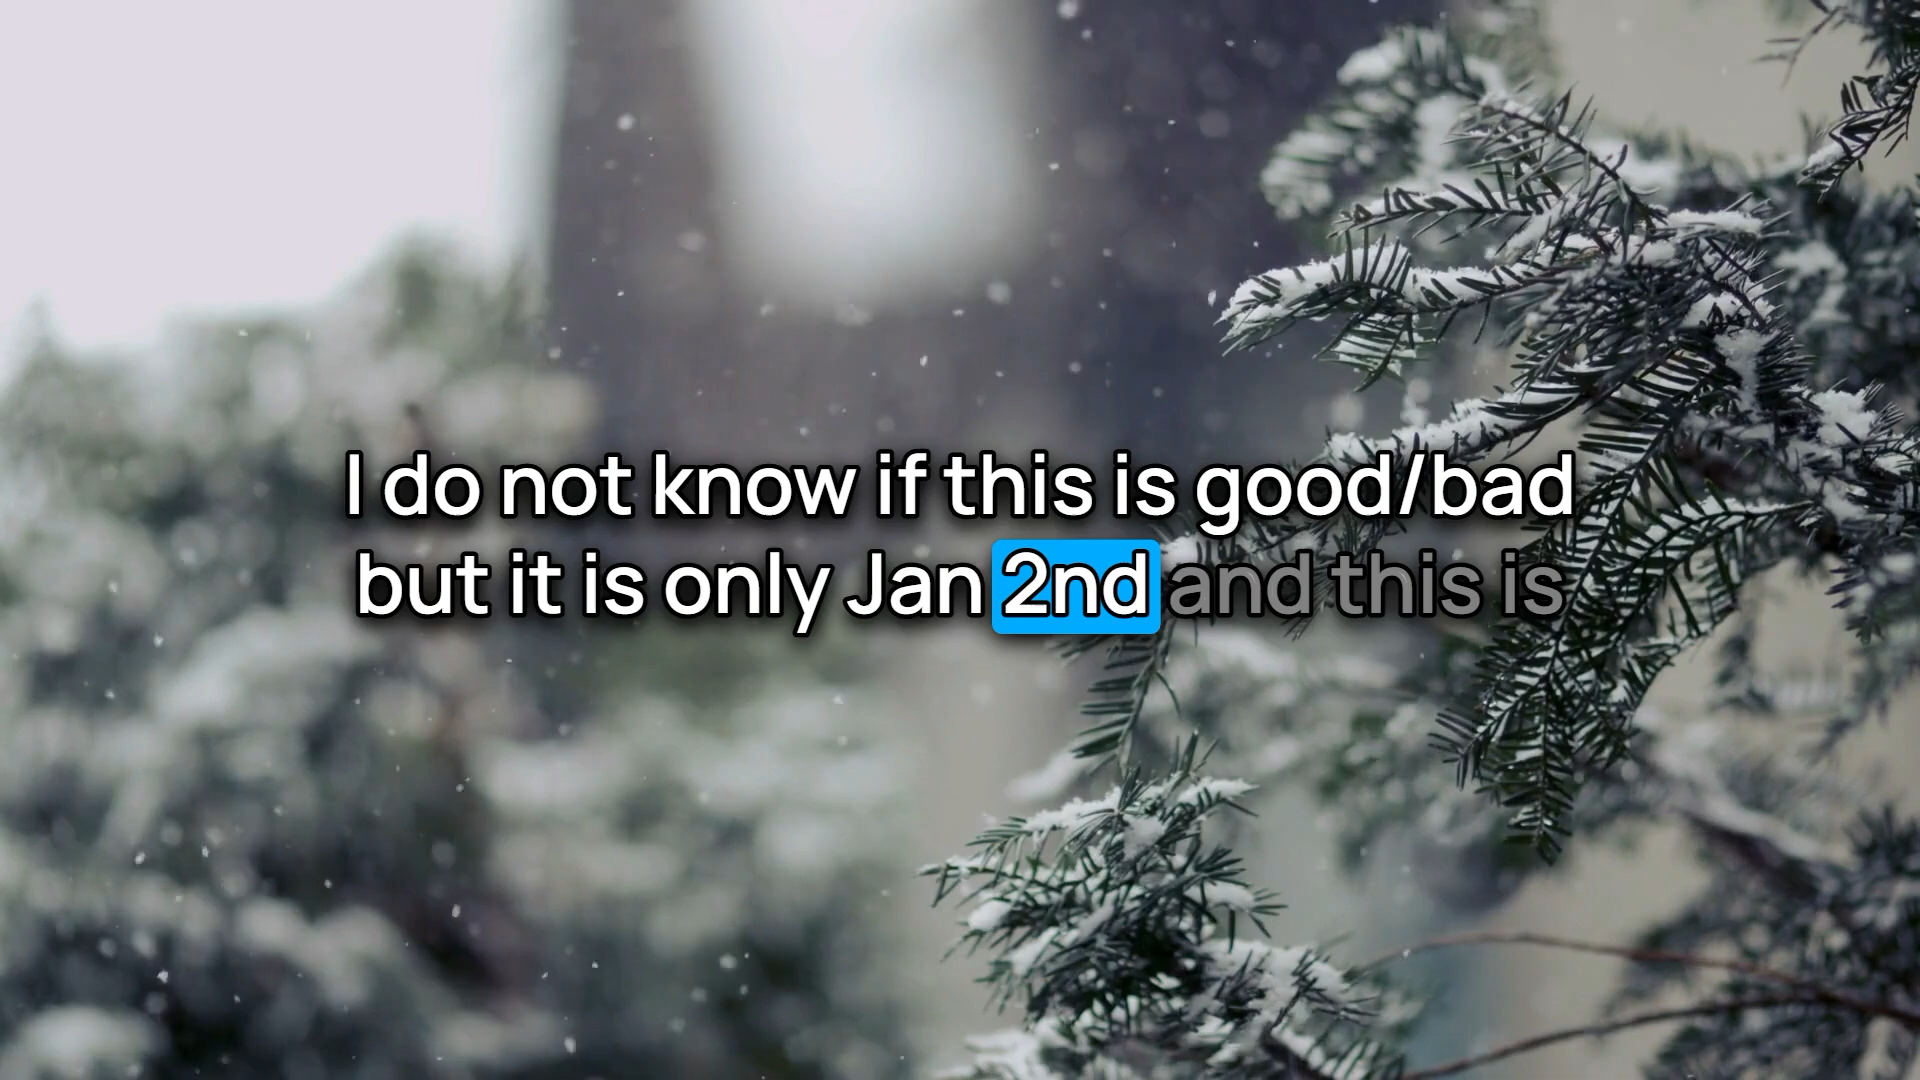 I do not know if this is good/bad
but it is only Jan 2nd and this is